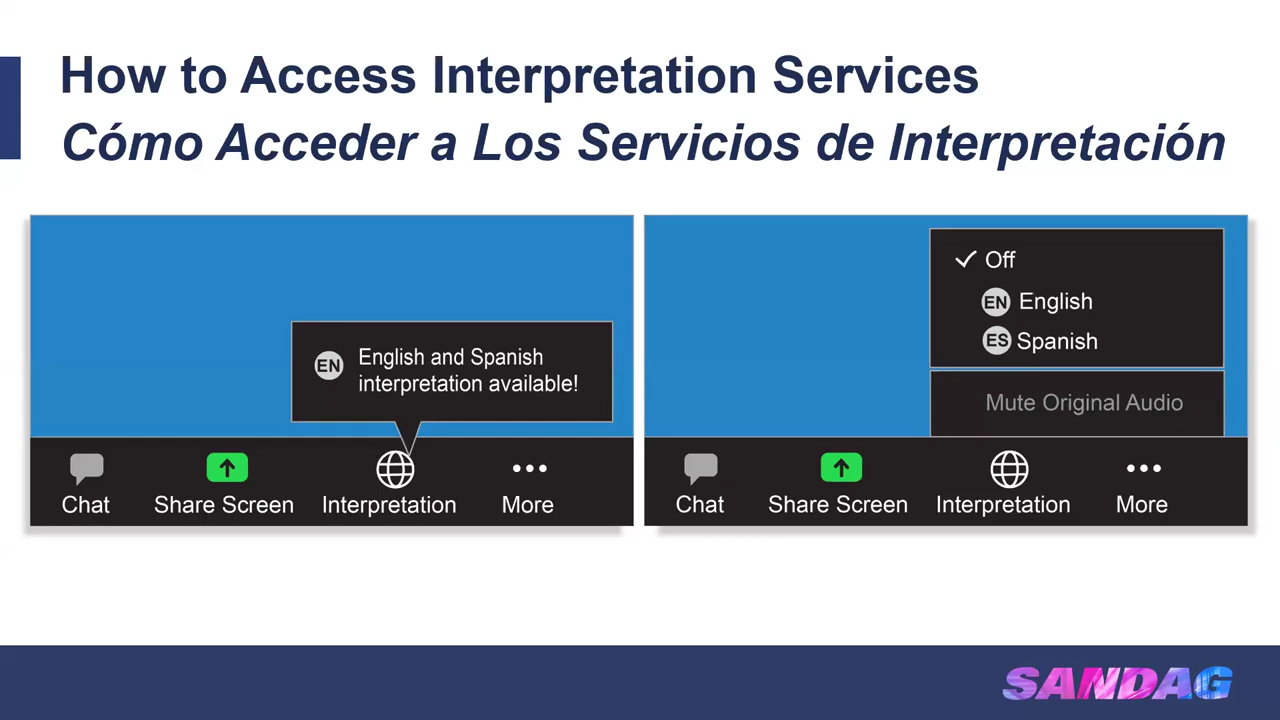 How to Access Interpretation Services
Cómo Acceder a Los Servicios de Interpretación
EN
English and Spanish
interpretation available!
Chat
Share Screen
Interpretation
More
Off
EN English
ES Spanish
Mute Original Audio
Chat
Share Screen
Interpretation
More
SANDAG